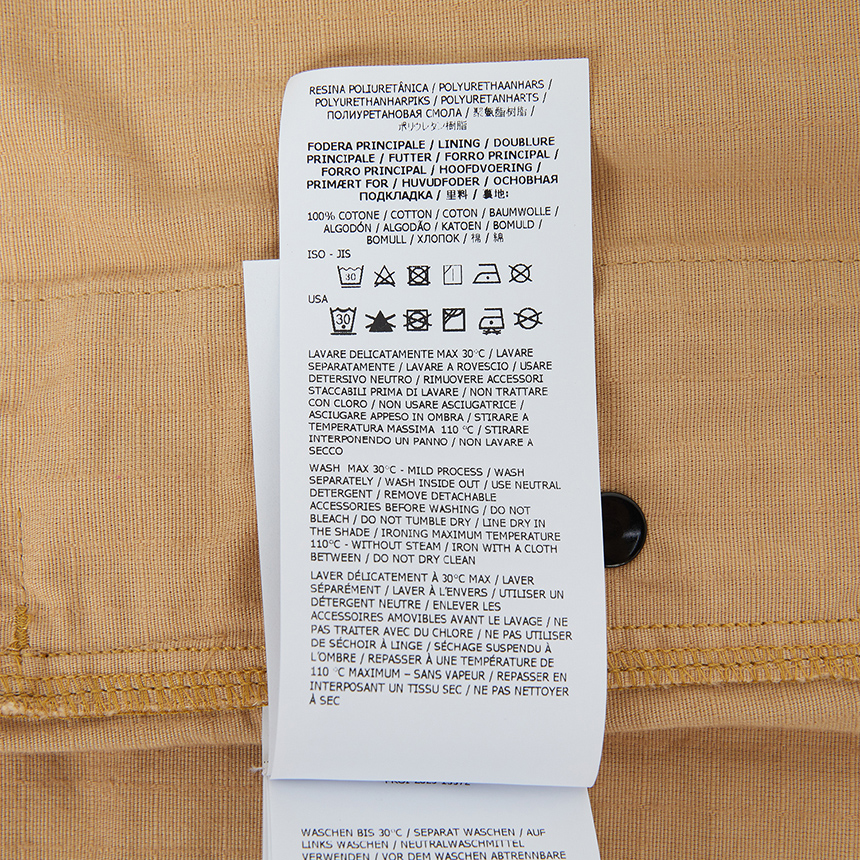 RESINA POLIURETÂNICA / POLYURETHAANHARS /
POLYURETHANHARPIKS / POLYURETANHARTS /
ПОЛИУРЕТАНОВАЯ СМОЛА / 聚氨酯树脂 /
ポリウレタン樹脂
FODERA PRINCIPALE / LINING / DOUBLURE
PRINCIPALE / FUTTER / FORRO PRINCIPAL /
FORRO PRINCIPAL / HOOFDVOERING /
PRIMÆRT FOR / HUVUDFODER / ОСНОВНАЯ
ПОДКЛАДКА / 里料 / 裏地:
100% COTONE / COTTON / COTON / BAUMWOLLE /
ALGODÓN / ALGODÃO / KATOEN / BOMULD /
BOMULL / ХЛОПОК / 棉 / 綿
ISO - JIS
30
USA
30
LAVARE DELICATAMENTE MAX 30°C / LAVARE
SEPARATAMENTE / LAVARE A ROVESCIO / USARE
DETERSIVO NEUTRO / RIMUOVERE ACCESSORI
STACCABILI PRIMA DI LAVARE / NON TRATTARE
CON CLORO / NON USARE ASCIUGATRICE /
ASCIUGARE APPESO IN OMBRA / STIRARE A
TEMPERATURA MASSIMA 110 °C / STIRARE
INTERPONENDO UN PANNO / NON LAVARE A
SECCO
WASH MAX 30°C - MILD PROCESS / WASH
SEPARATELY / WASH INSIDE OUT / USE NEUTRAL
DETERGENT / REMOVE DETACHABLE
ACCESSORIES BEFORE WASHING / DO NOT
BLEACH / DO NOT TUMBLE DRY / LINE DRY IN
THE SHADE / IRONING MAXIMUM TEMPERATURE
110°C - WITHOUT STEAM / IRON WITH A CLOTH
BETWEEN / DO NOT DRY CLEAN
LAVER DÉLICATEMENT À 30°C MAX / LAVER
SÉPARÉMENT / LAVER À L'ENVERS / UTILISER UN
DÉTERGENT NEUTRE / ENLEVER LES
ACCESSOIRES AMOVIBLES AVANT LE LAVAGE / NE
PAS TRAITER AVEC DU CHLORE / NE PAS UTILISER
DE SÉCHOIR À LINGE / SÉCHAGE SUSPENDU À
L'OMBRE / REPASSER À UNE TEMPÉRATURE DE
110 °C MAXIMUM – SANS VAPEUR / REPASSER EN
INTERPOSANT UN TISSU SEC / NE PAS NETTOYER
À SEC
WASCHEN BIS 30°C / SEPARAT WASCHEN / AUF
LINKS WASCHEN / NEUTRALWASCHMITTEL
VERWENDEN / VOR DEM WASCHEN ABTRENNBARE